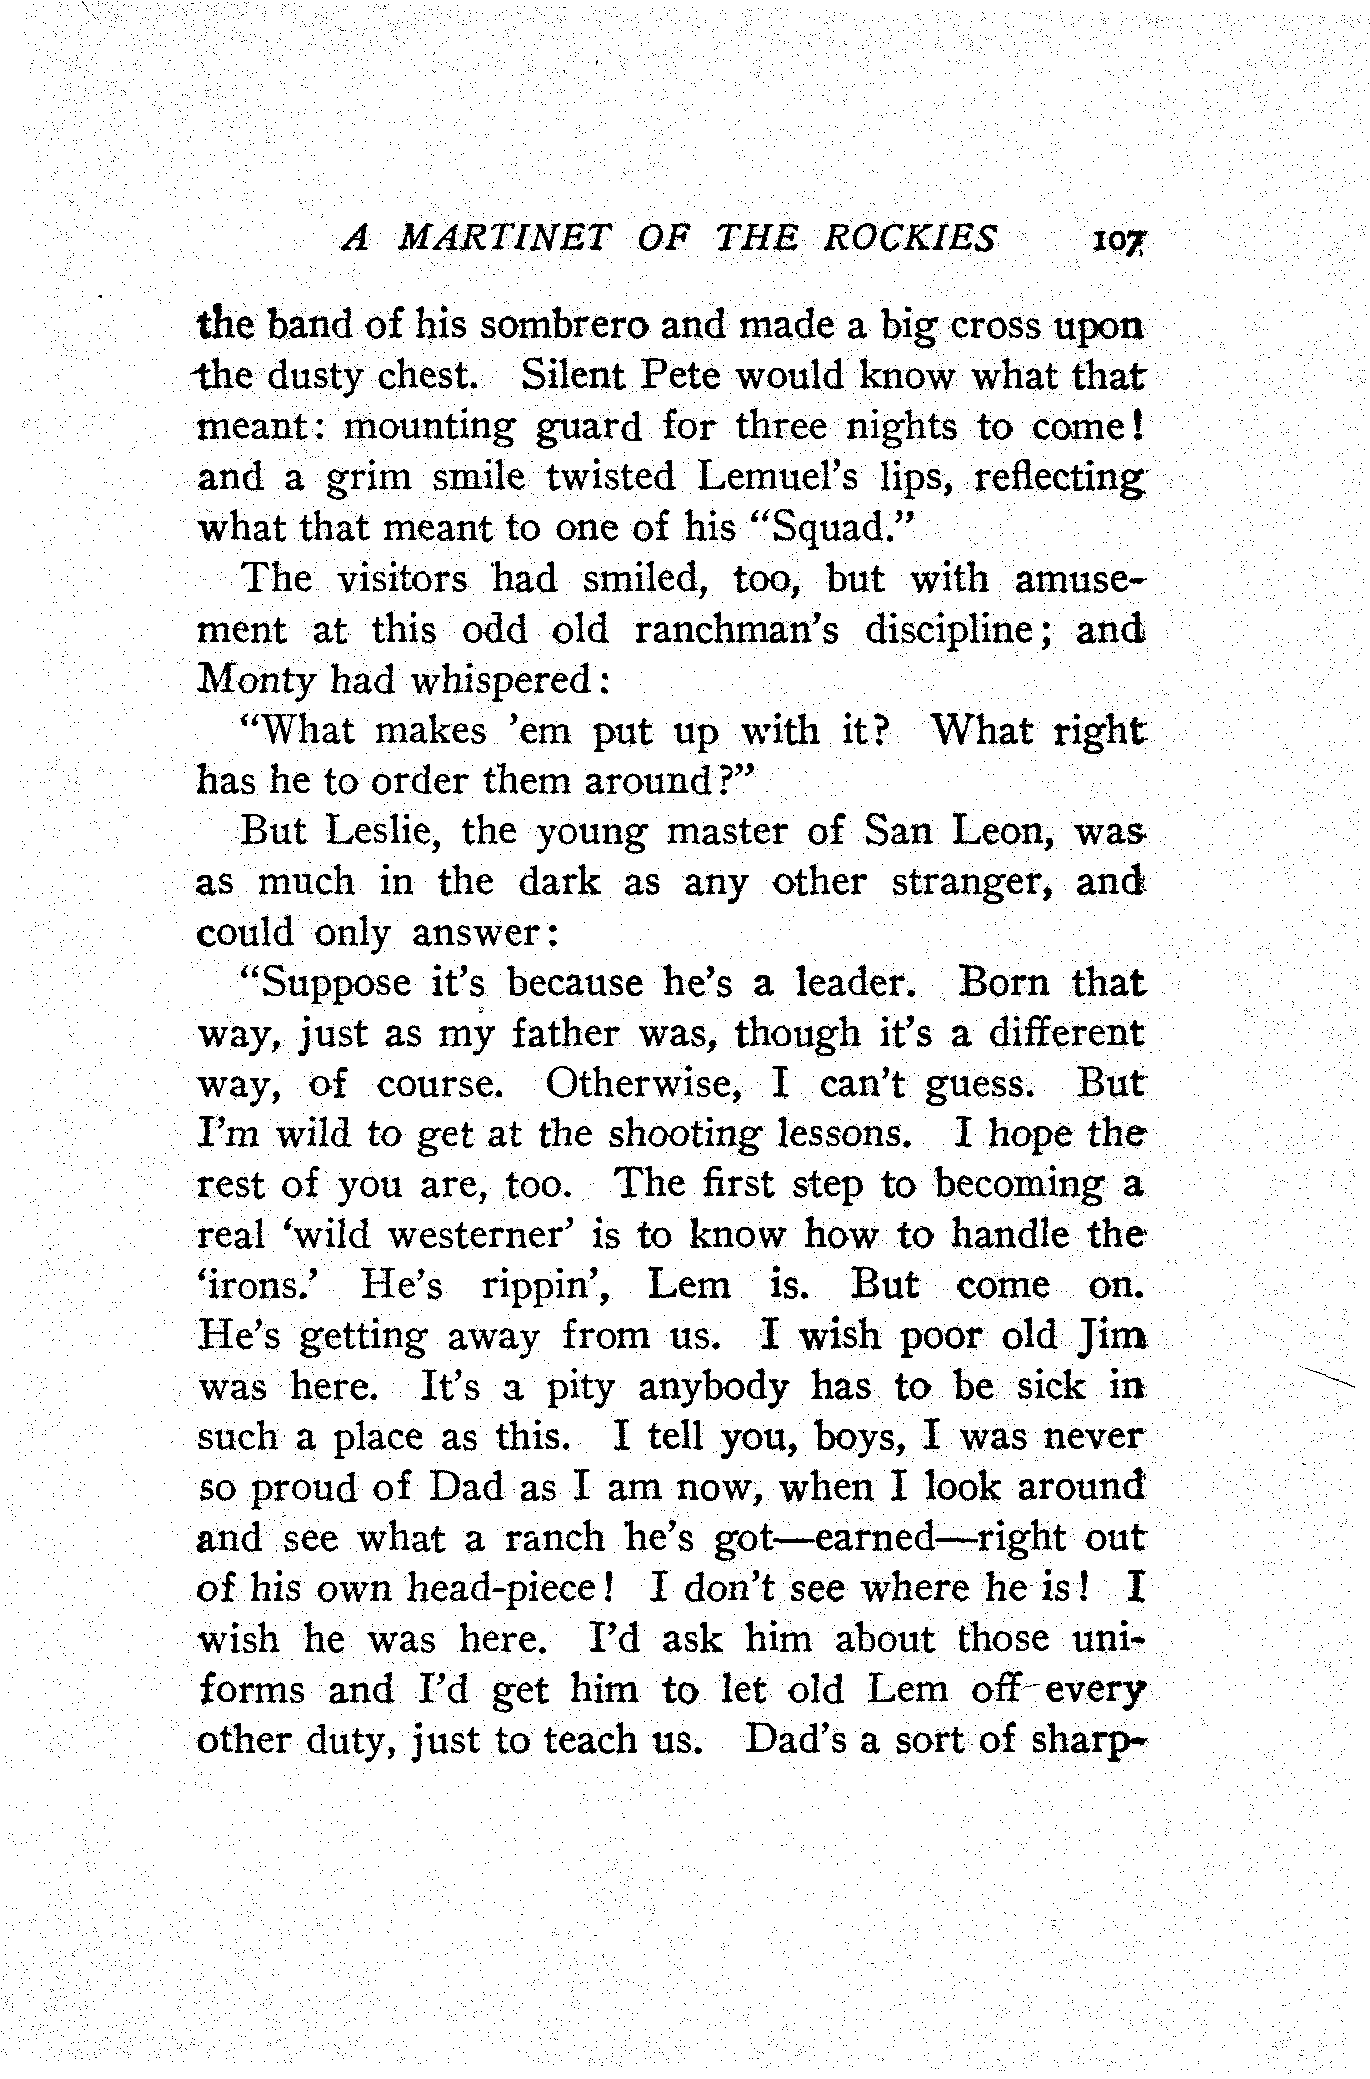 A MARTINET OF THE ROCKIES 107
the band of his sombrero and made a big cross upon
the dusty chest. Silent Pete would know what that
meant: mounting guard for three nights to come!
and a grim smile twisted Lemuel's lips, reflecting
what that meant to one of his “Squad.”
The visitors had smiled, too, but with amuse-
ment at this odd old ranchman's discipline; and
Monty had whispered:
“What makes 'em put up with it? What right
has he to order them around?”
But Leslie, the young master of San Leon, was
as much in the dark as any other stranger, and
could only answer:
“Suppose it's because he's a leader. Born that
way, just as my father was, though it's a different
way, of course. Otherwise, I can't guess. But
I'm wild to get at the shooting lessons. I hope the
rest of you are, too. The first step to becoming a
real ‘wild westerner’ is to know how to handle the
‘irons.’ He's rippin', Lem is. But come on.
He's getting away from us. I wish poor old Jim
was here. It's a pity anybody has to be sick in
such a place as this. I tell you, boys, I was never
so proud of Dad as I am now, when I look around
and see what a ranch he's got—earned—right out
of his own head-piece! I don't see where he is! I
wish he was here. I'd ask him about those uni-
forms and I'd get him to let old Lem off every
other duty, just to teach us. Dad's a sort of sharp-